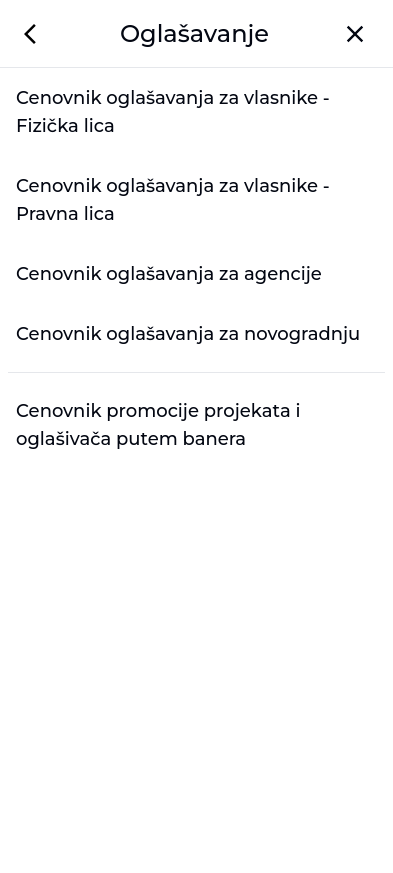 Oglašavanje
Cenovnik oglašavanja za vlasnike -
Fizička lica
Cenovnik oglašavanja za vlasnike -
Pravna lica
Cenovnik oglašavanja za agencije
Cenovnik oglašavanja za novogradnju
Cenovnik promocije projekata i
oglašivača putem banera